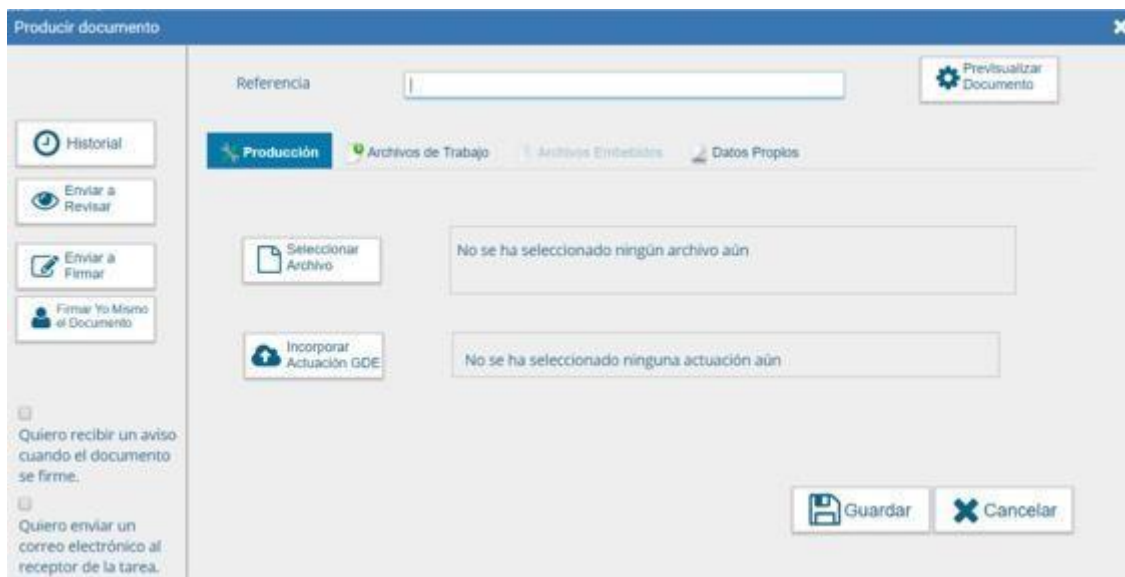 Producir documento
Referencia
Previsualizar
Documento
Historial
Producción
Archivos de Trabajo
Archivos Embebidos
Datos Propios
Enviar a
Revisar
Seleccionar
Archivo
No se ha seleccionado ningún archivo aún
Enviar a
Firmar
Firmar Yo Mismo
el Documento
Incorporar
Actuación GDE
No se ha seleccionado ninguna actuación aún
Quiero recibir un aviso
cuando el documento
se firme.
Quiero enviar un
correo electrónico al
receptor de la tarea.
Guardar
Cancelar